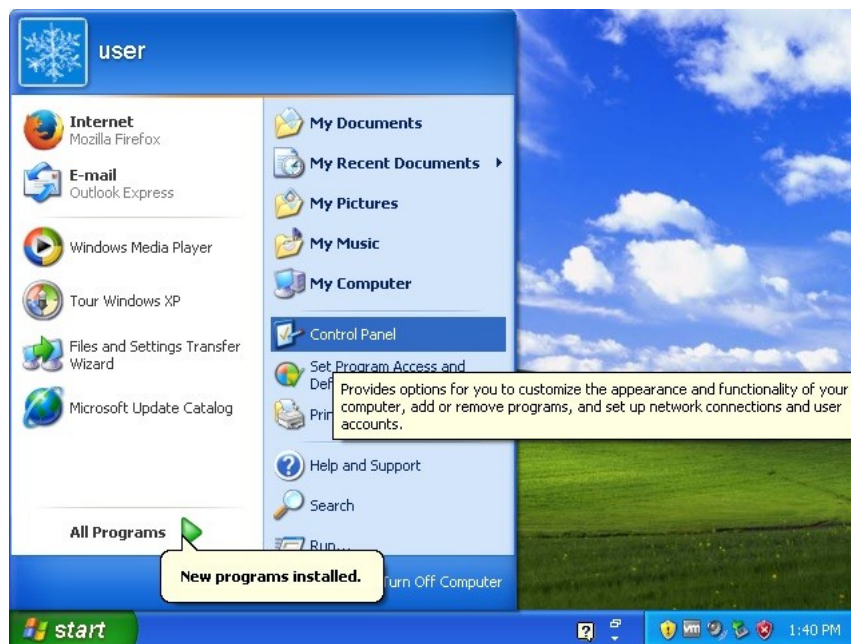 user
Internet
Mozilla Firefox
E-mail
Outlook Express
Windows Media Player
Tour Windows XP
Files and Settings Transfer
Wizard
Microsoft Update Catalog
All Programs
My Documents
My Recent Documents
My Pictures
My Music
My Computer
Control Panel
Set Program Access and
Provides options for you to customize the appearance and functionality of your
computer, add or remove programs, and set up network connections and user
accounts.
Help and Support
Search
Run...
New programs installed.
Turn Off Computer
start
vm
1:40 PM